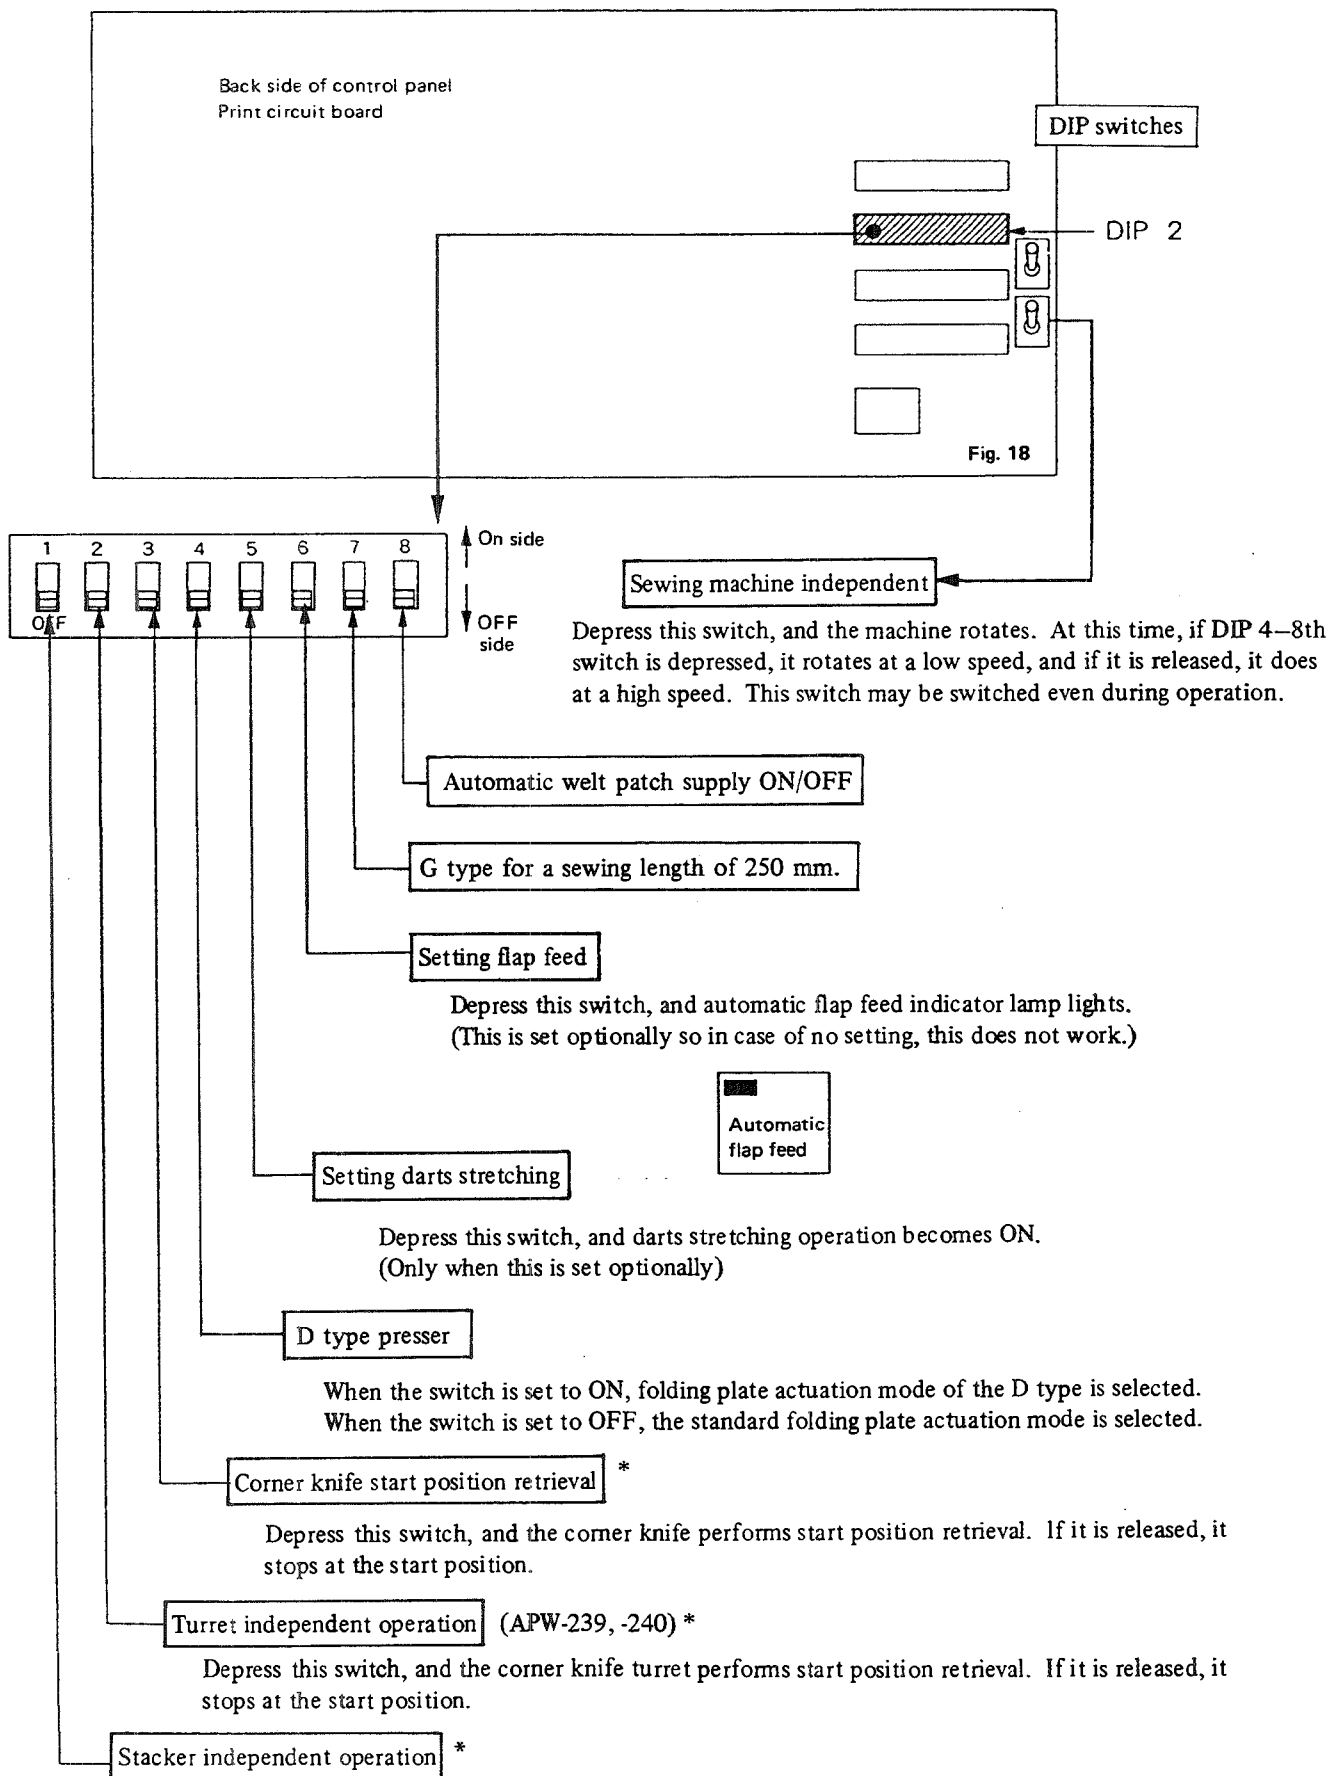 Back side of control panel
Print circuit board
DIP switches
DIP 2
Fig. 18
1 2 3 4 5 6 7 8
OFF
On side
OFF
side
Sewing machine independent
Depress this switch, and the machine rotates. At this time, if DIP 4–8th
switch is depressed, it rotates at a low speed, and if it is released, it does
at a high speed. This switch may be switched even during operation.
Automatic welt patch supply ON/OFF
G type for a sewing length of 250 mm.
Setting flap feed
Depress this switch, and automatic flap feed indicator lamp lights.
(This is set optionally so in case of no setting, this does not work.)
Automatic
flap feed
Setting darts stretching
Depress this switch, and darts stretching operation becomes ON.
(Only when this is set optionally)
D type presser
When the switch is set to ON, folding plate actuation mode of the D type is selected.
When the switch is set to OFF, the standard folding plate actuation mode is selected.
Corner knife start position retrieval *
Depress this switch, and the corner knife performs start position retrieval. If it is released, it
stops at the start position.
Turret independent operation (APW-239, -240) *
Depress this switch, and the corner knife turret performs start position retrieval. If it is released, it
stops at the start position.
Stacker independent operation *